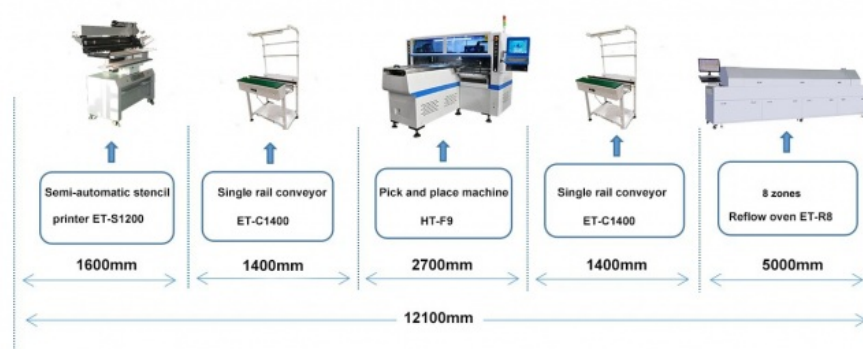 Semi-automatic stencil
printer ET-S1200
Single rail conveyor
ET-C1400
Pick and place machine
HT-F9
Single rail conveyor
ET-C1400
8 zones
Reflow oven ET-R8
1600mm
1400mm
2700mm
1400mm
5000mm
12100mm